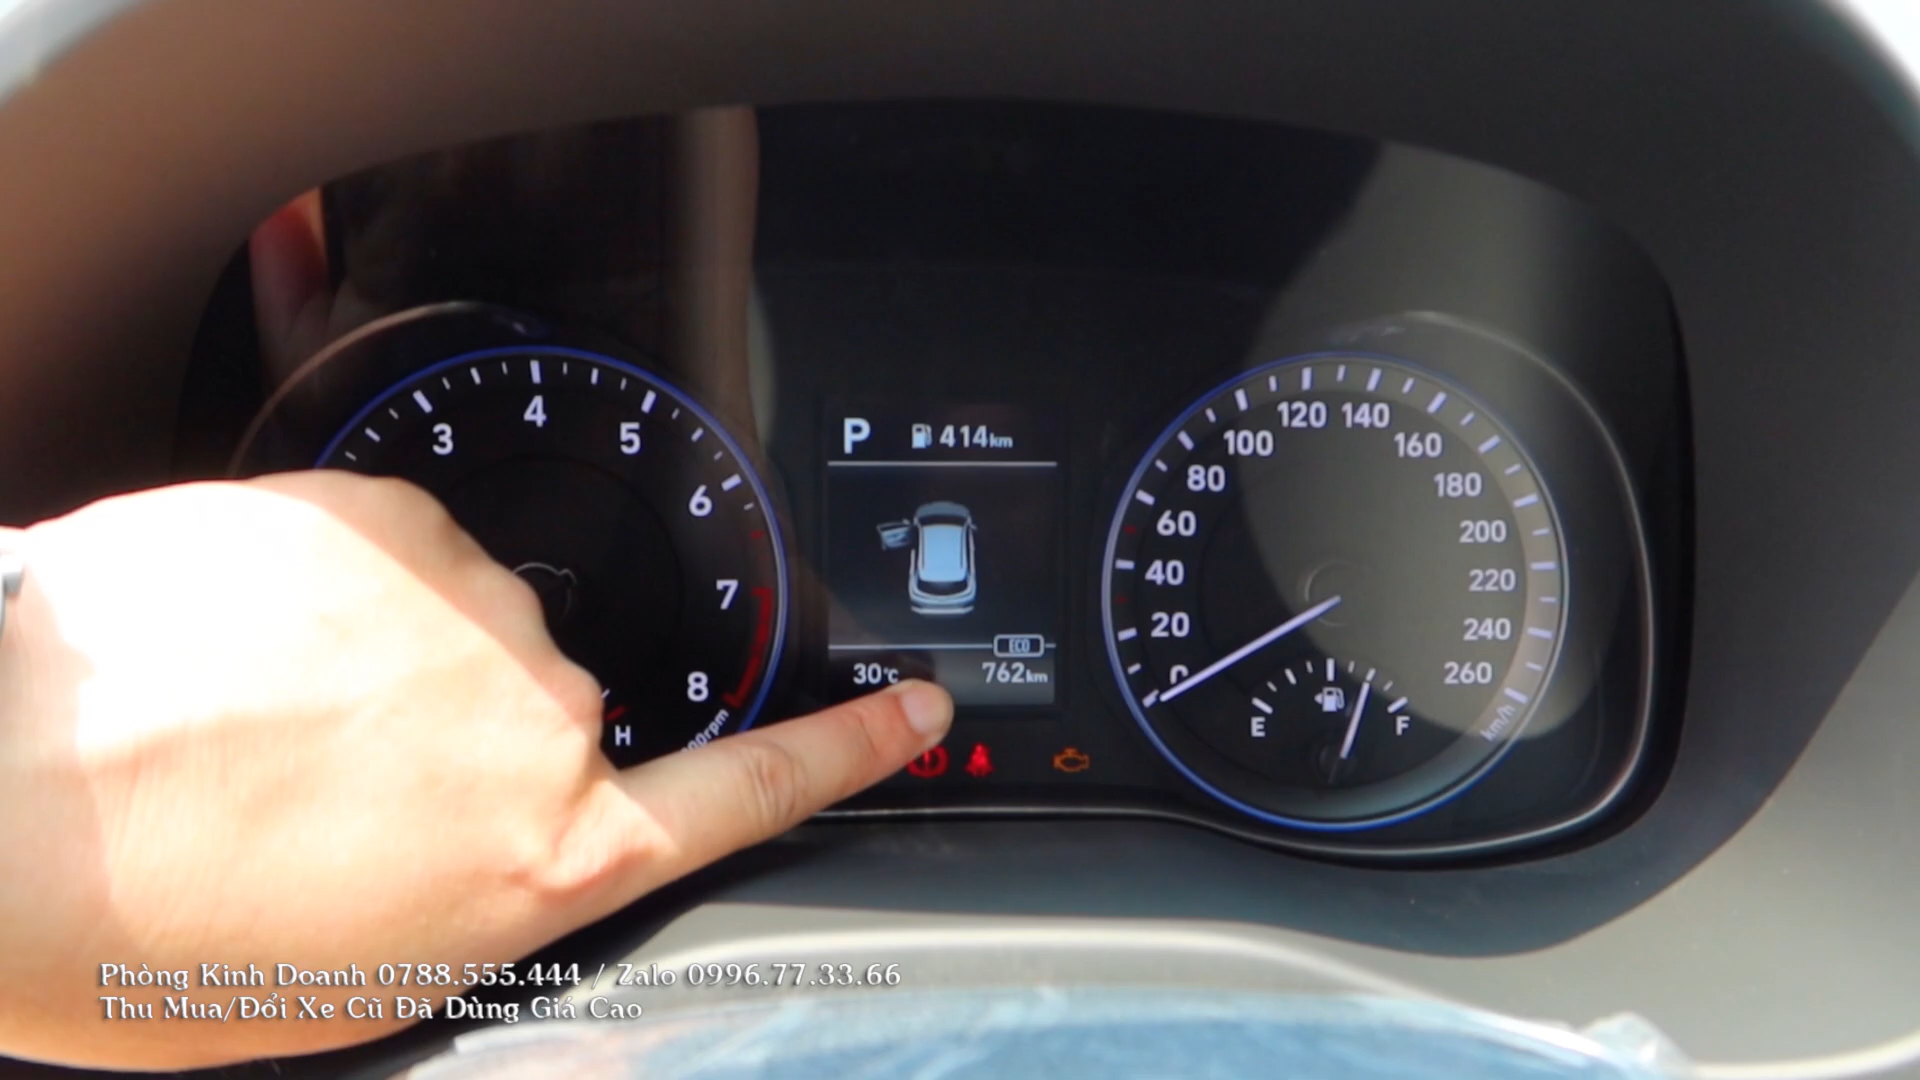 3 4 5 6 7 8
00rpm
H
P 414km
ECO
30°C 762km
20 40 60 80 100 120 140 160 180 200 220 240 260
km/h
E F
Phòng Kinh Doanh 0788.555.444 / Zalo 0996.77.33.66
Thu Mua/Đổi Xe Cũ Đã Dùng Giá Cao